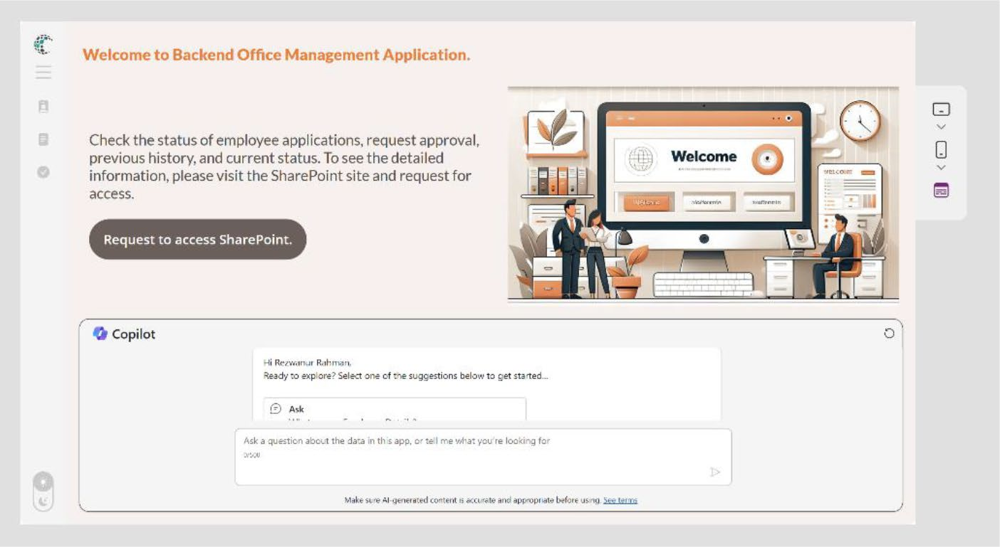 Welcome to Backend Office Management Application.
Check the status of employee applications, request approval,
previous history, and current status. To see the detailed
information, please visit the SharePoint site and request for
access.
Request to access SharePoint.
Welcome
WELCOME
Copilot
Hi Rezwanur Rahman,
Ready to explore? Select one of the suggestions below to get started...
Ask
Ask a question about the data in this app, or tell me what you're looking for
0/500
Make sure AI-generated content is accurate and appropriate before using. See terms